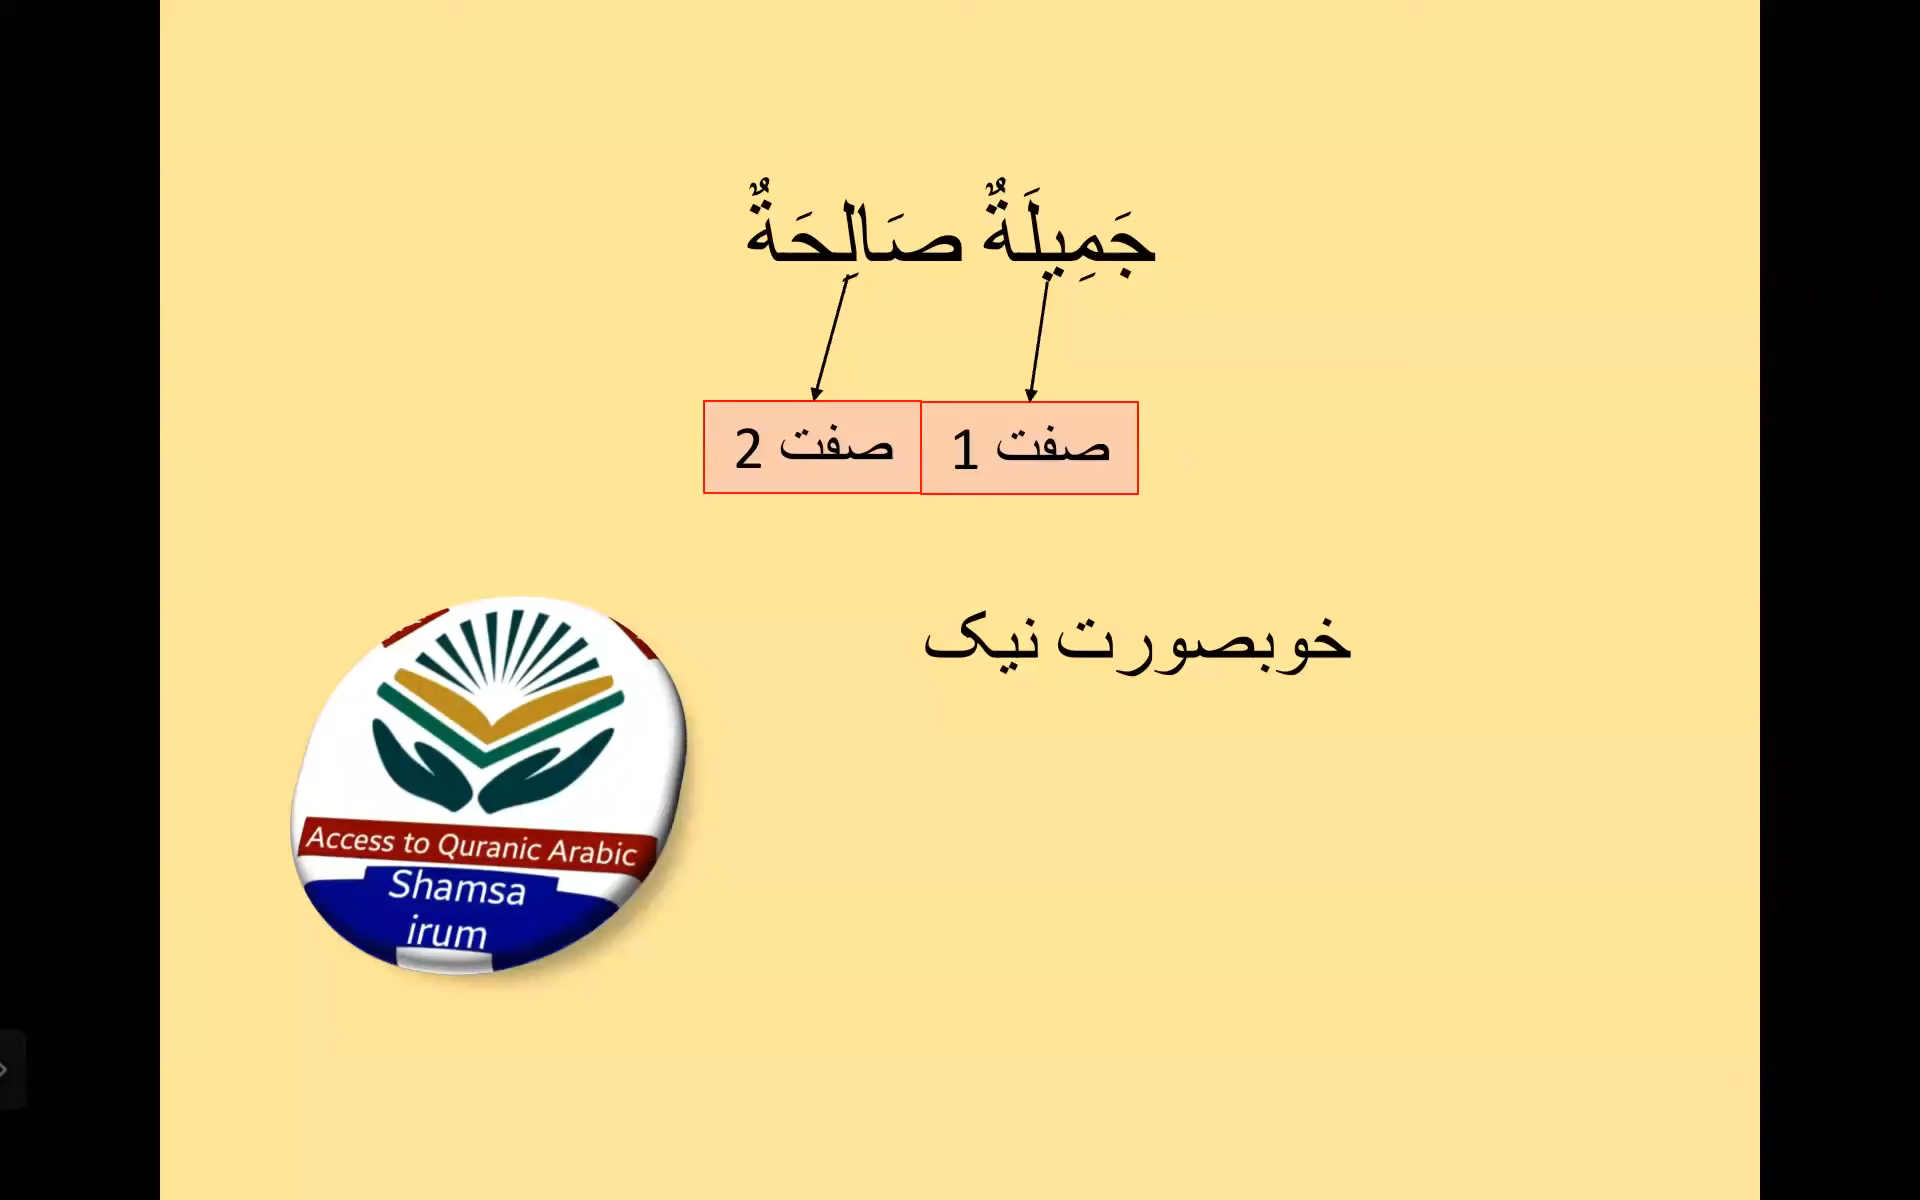 جَمِيلَةٌ صَالِحَةٌ
صفت 1 صفت 2
خوبصورت نیک
Access to Quranic Arabic
Shamsa
irum